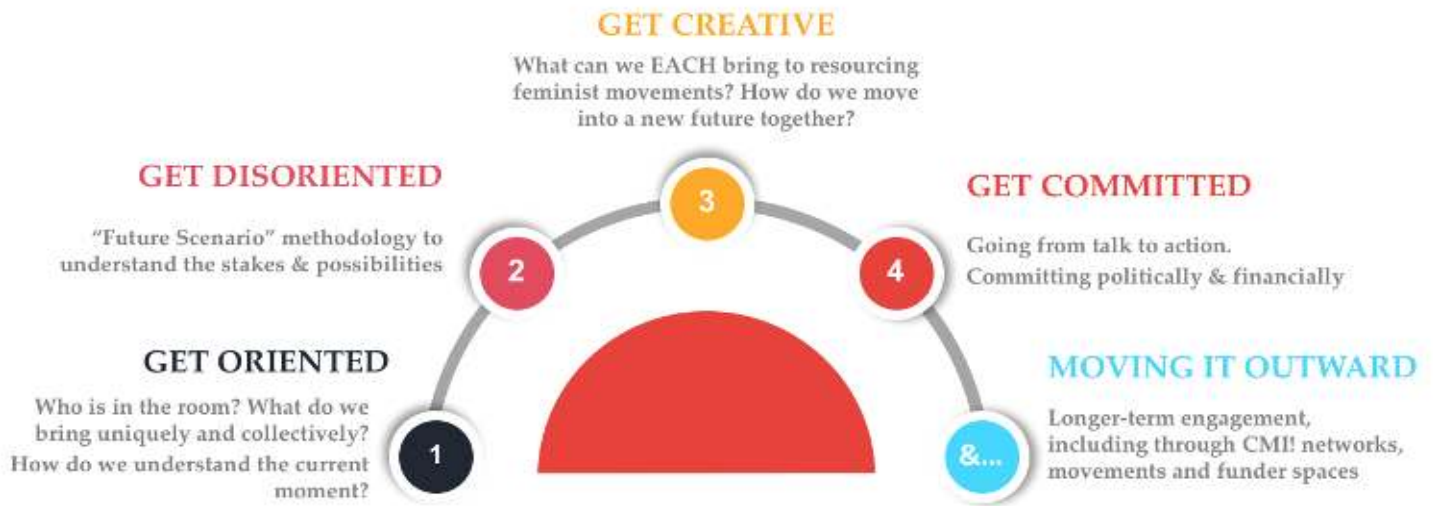 GET CREATIVE
What can we EACH bring to resourcing
feminist movements? How do we move
into a new future together?
GET DISORIENTED
"Future Scenario" methodology to
understand the stakes & possibilities
GET COMMITTED
Going from talk to action.
Committing politically & financially
GET ORIENTED
Who is in the room? What do we
bring uniquely and collectively?
How do we understand the current
moment?
MOVING IT OUTWARD
Longer-term engagement,
including through CMI! networks,
movements and funder spaces
1
2
3
4
&...